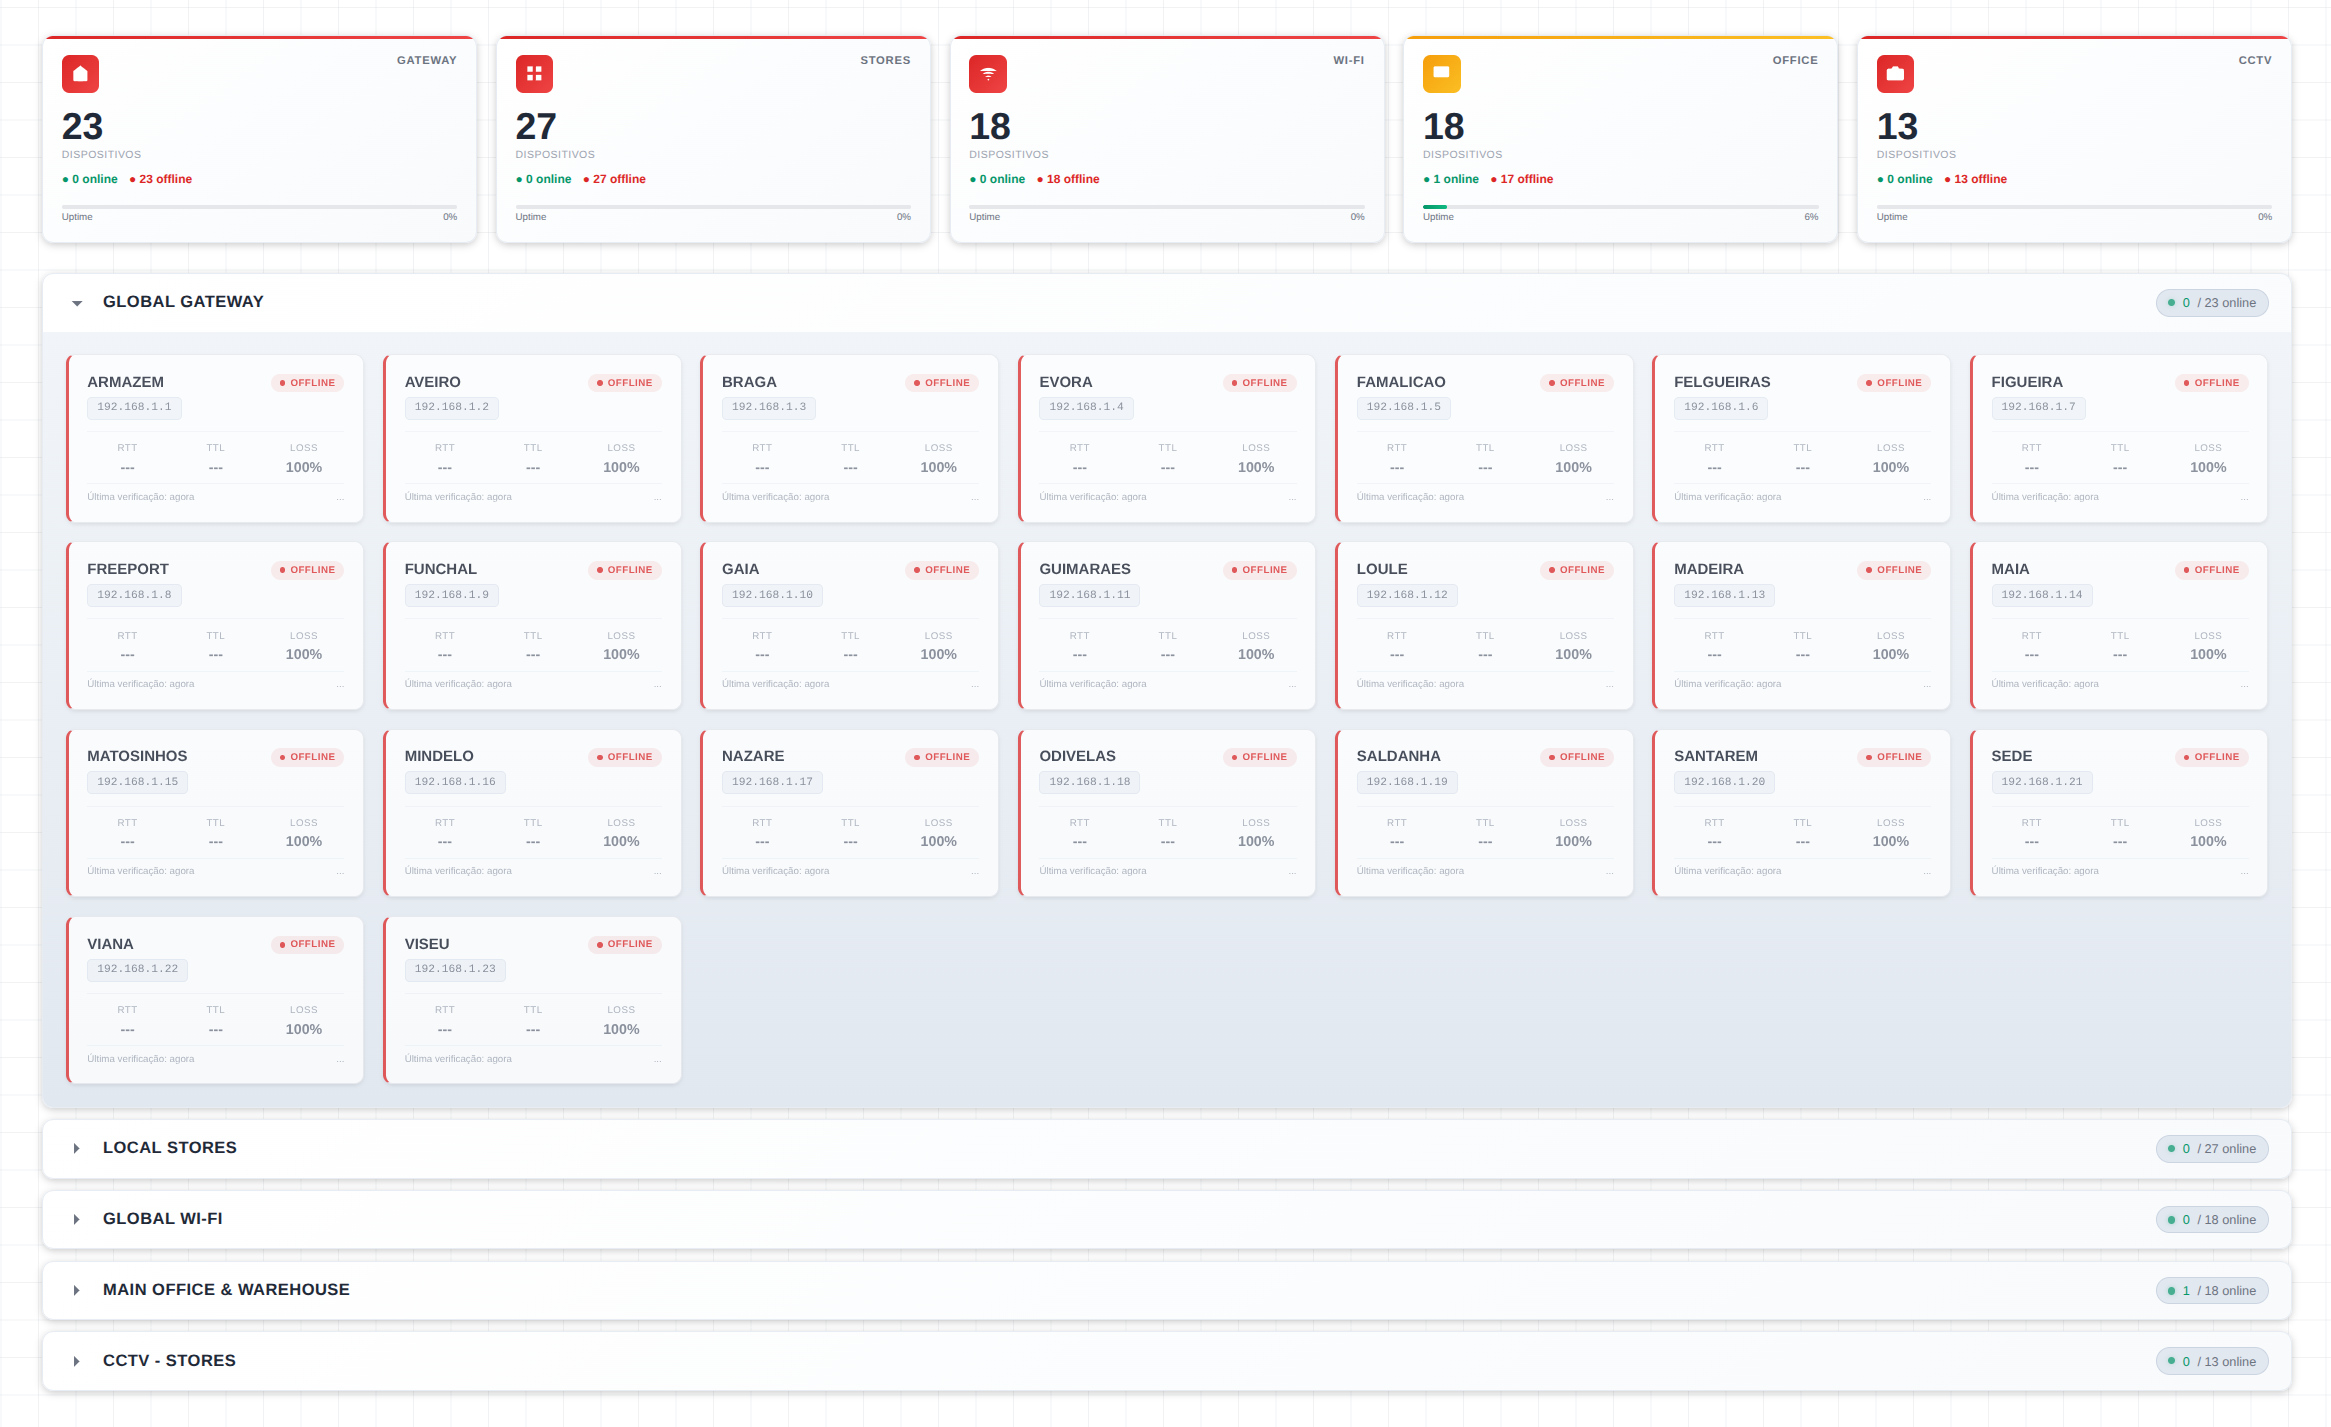 GATEWAY
23
DISPOSITIVOS
● 0 online ● 23 offline
Uptime 0%
STORES
27
DISPOSITIVOS
● 0 online ● 27 offline
Uptime 0%
WI-FI
18
DISPOSITIVOS
● 0 online ● 18 offline
Uptime 0%
OFFICE
18
DISPOSITIVOS
● 1 online ● 17 offline
Uptime 6%
CCTV
13
DISPOSITIVOS
● 0 online ● 13 offline
Uptime 0%
GLOBAL GATEWAY 0 / 23 online
ARMAZEM OFFLINE
192.168.1.1
RTT TTL LOSS
--- --- 100%
Última verificação: agora ...
AVEIRO OFFLINE
192.168.1.2
RTT TTL LOSS
--- --- 100%
Última verificação: agora ...
BRAGA OFFLINE
192.168.1.3
RTT TTL LOSS
--- --- 100%
Última verificação: agora ...
EVORA OFFLINE
192.168.1.4
RTT TTL LOSS
--- --- 100%
Última verificação: agora ...
FAMALICAO OFFLINE
192.168.1.5
RTT TTL LOSS
--- --- 100%
Última verificação: agora ...
FELGUEIRAS OFFLINE
192.168.1.6
RTT TTL LOSS
--- --- 100%
Última verificação: agora ...
FIGUEIRA OFFLINE
192.168.1.7
RTT TTL LOSS
--- --- 100%
Última verificação: agora ...
FREEPORT OFFLINE
192.168.1.8
RTT TTL LOSS
--- --- 100%
Última verificação: agora ...
FUNCHAL OFFLINE
192.168.1.9
RTT TTL LOSS
--- --- 100%
Última verificação: agora ...
GAIA OFFLINE
192.168.1.10
RTT TTL LOSS
--- --- 100%
Última verificação: agora ...
GUIMARAES OFFLINE
192.168.1.11
RTT TTL LOSS
--- --- 100%
Última verificação: agora ...
LOULE OFFLINE
192.168.1.12
RTT TTL LOSS
--- --- 100%
Última verificação: agora ...
MADEIRA OFFLINE
192.168.1.13
RTT TTL LOSS
--- --- 100%
Última verificação: agora ...
MAIA OFFLINE
192.168.1.14
RTT TTL LOSS
--- --- 100%
Última verificação: agora ...
MATOSINHOS OFFLINE
192.168.1.15
RTT TTL LOSS
--- --- 100%
Última verificação: agora ...
MINDELO OFFLINE
192.168.1.16
RTT TTL LOSS
--- --- 100%
Última verificação: agora ...
NAZARE OFFLINE
192.168.1.17
RTT TTL LOSS
--- --- 100%
Última verificação: agora ...
ODIVELAS OFFLINE
192.168.1.18
RTT TTL LOSS
--- --- 100%
Última verificação: agora ...
SALDANHA OFFLINE
192.168.1.19
RTT TTL LOSS
--- --- 100%
Última verificação: agora ...
SANTAREM OFFLINE
192.168.1.20
RTT TTL LOSS
--- --- 100%
Última verificação: agora ...
SEDE OFFLINE
192.168.1.21
RTT TTL LOSS
--- --- 100%
Última verificação: agora ...
VIANA OFFLINE
192.168.1.22
RTT TTL LOSS
--- --- 100%
Última verificação: agora ...
VISEU OFFLINE
192.168.1.23
RTT TTL LOSS
--- --- 100%
Última verificação: agora ...
LOCAL STORES 0 / 27 online
GLOBAL WI-FI 0 / 18 online
MAIN OFFICE & WAREHOUSE 1 / 18 online
CCTV - STORES 0 / 13 online